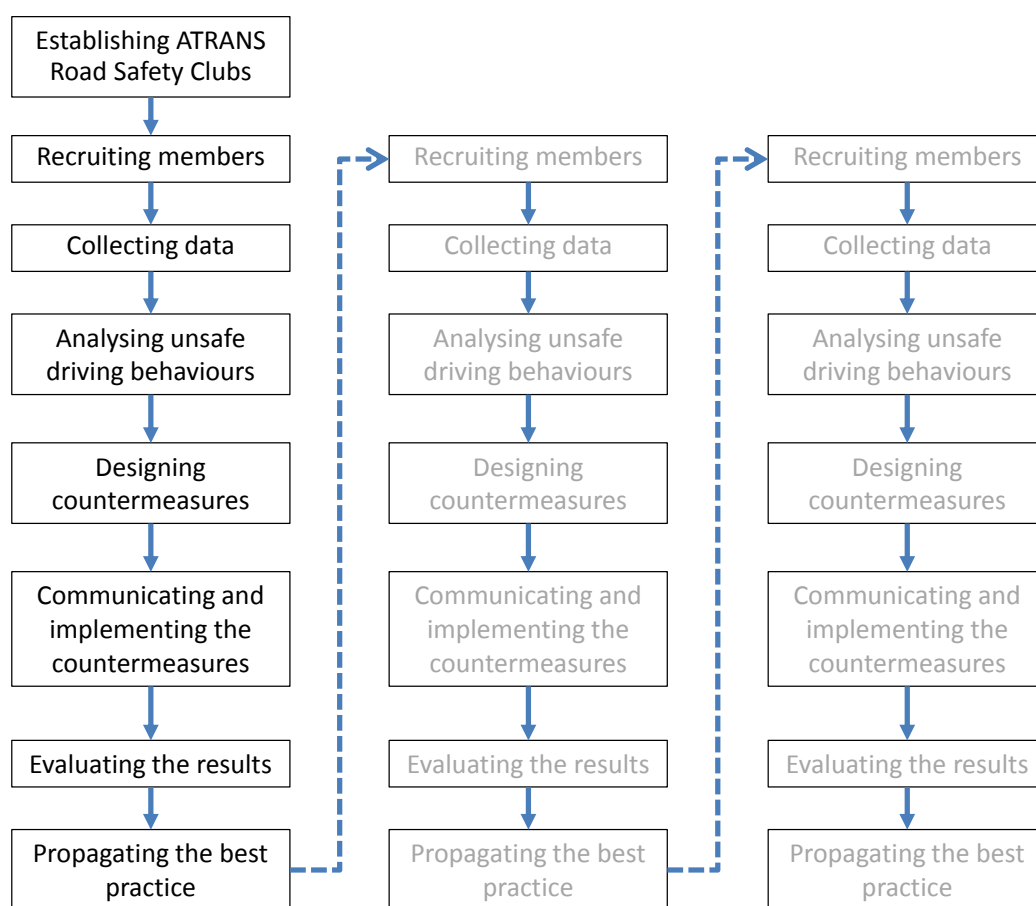 Establishing ATRANS
Road Safety Clubs
Recruiting members
Collecting data
Analysing unsafe
driving behaviours
Designing
countermeasures
Communicating and
implementing the
countermeasures
Evaluating the results
Propagating the best
practice
Recruiting members
Collecting data
Analysing unsafe
driving behaviours
Designing
countermeasures
Communicating and
implementing the
countermeasures
Evaluating the results
Propagating the best
practice
Recruiting members
Collecting data
Analysing unsafe
driving behaviours
Designing
countermeasures
Communicating and
implementing the
countermeasures
Evaluating the results
Propagating the best
practice